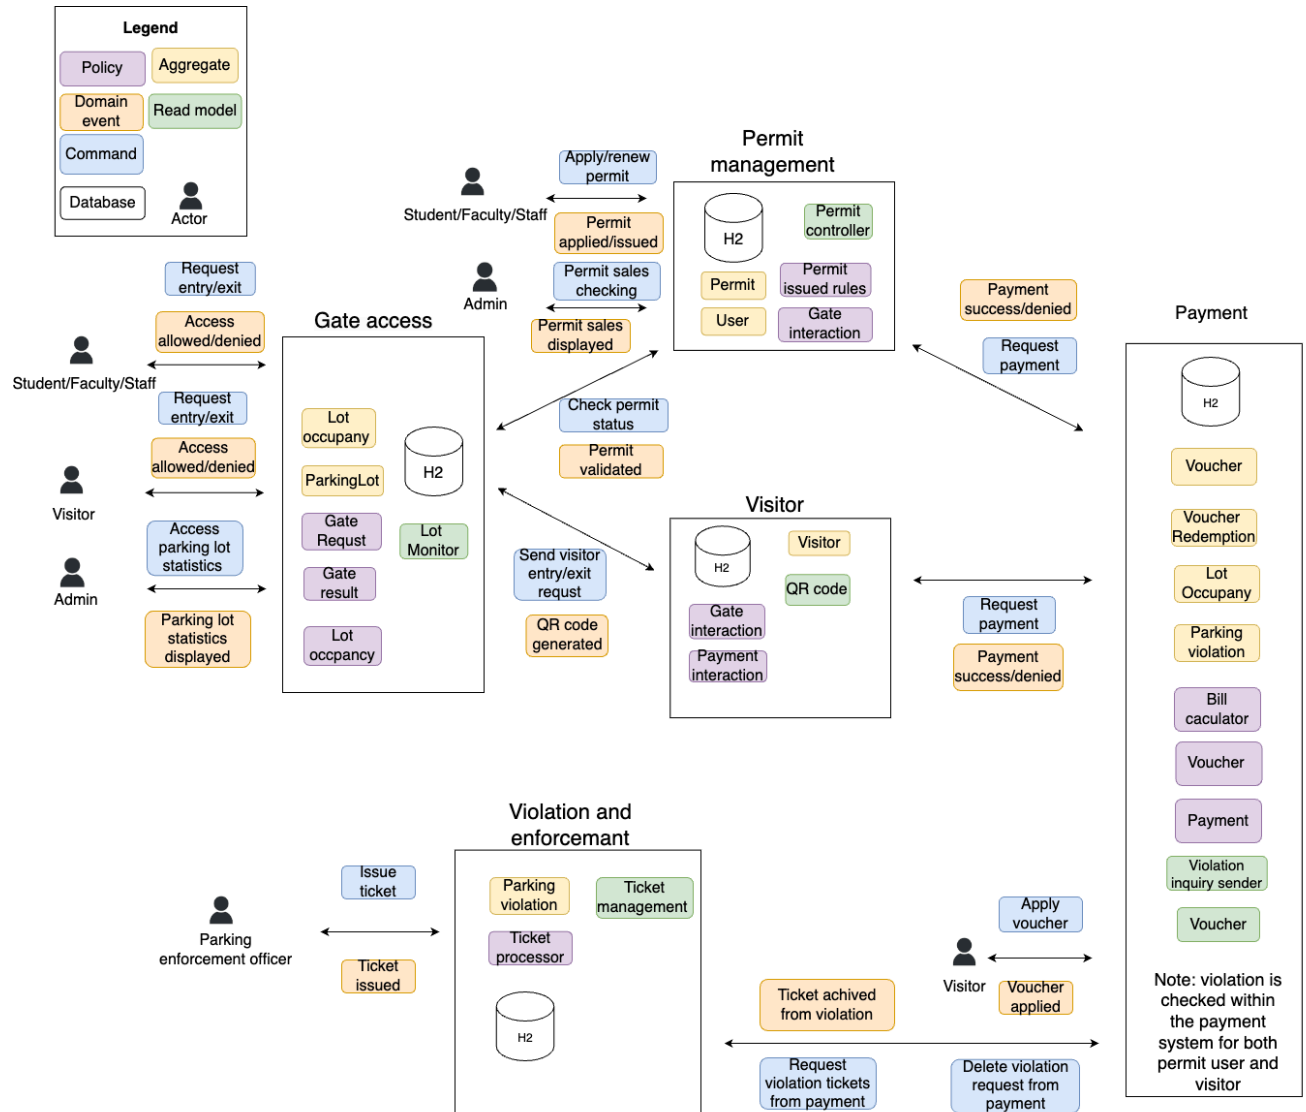 Legend
Policy
Aggregate
Domain
event
Read model
Command
Database
Actor
Request
entry/exit
Access
allowed/denied
Student/Faculty/Staff
Request
entry/exit
Access
allowed/denied
Visitor
Access
parking lot
statistics
Admin
Parking lot
statistics
displayed
Gate access
Lot
occupany
ParkingLot
H2
Gate
Requst
Lot
Monitor
Gate
result
Lot
occpancy
Apply/renew
permit
Student/Faculty/Staff
Permit
applied/issued
Permit sales
checking
Admin
Permit sales
displayed
Permit
management
H2
Permit
controller
Permit
Permit
issued rules
User
Gate
interaction
Check permit
status
Permit
validated
Send visitor
entry/exit
requst
QR code
generated
Visitor
H2
Visitor
QR code
Gate
interaction
Payment
interaction
Payment
success/denied
Request
payment
Request
payment
Payment
success/denied
Payment
H2
Voucher
Voucher
Redemption
Lot
Occupany
Parking
violation
Bill
caculator
Voucher
Payment
Violation
inquiry sender
Voucher
Note: violation is
checked within
the payment
system for both
permit user and
visitor
Violation and
enforcemant
Issue
ticket
Parking
enforcement officer
Ticket
issued
Parking
violation
Ticket
management
Ticket
processor
H2
Apply
voucher
Visitor
Voucher
applied
Ticket achived
from violation
Request
violation tickets
from payment
Delete violation
request from
payment